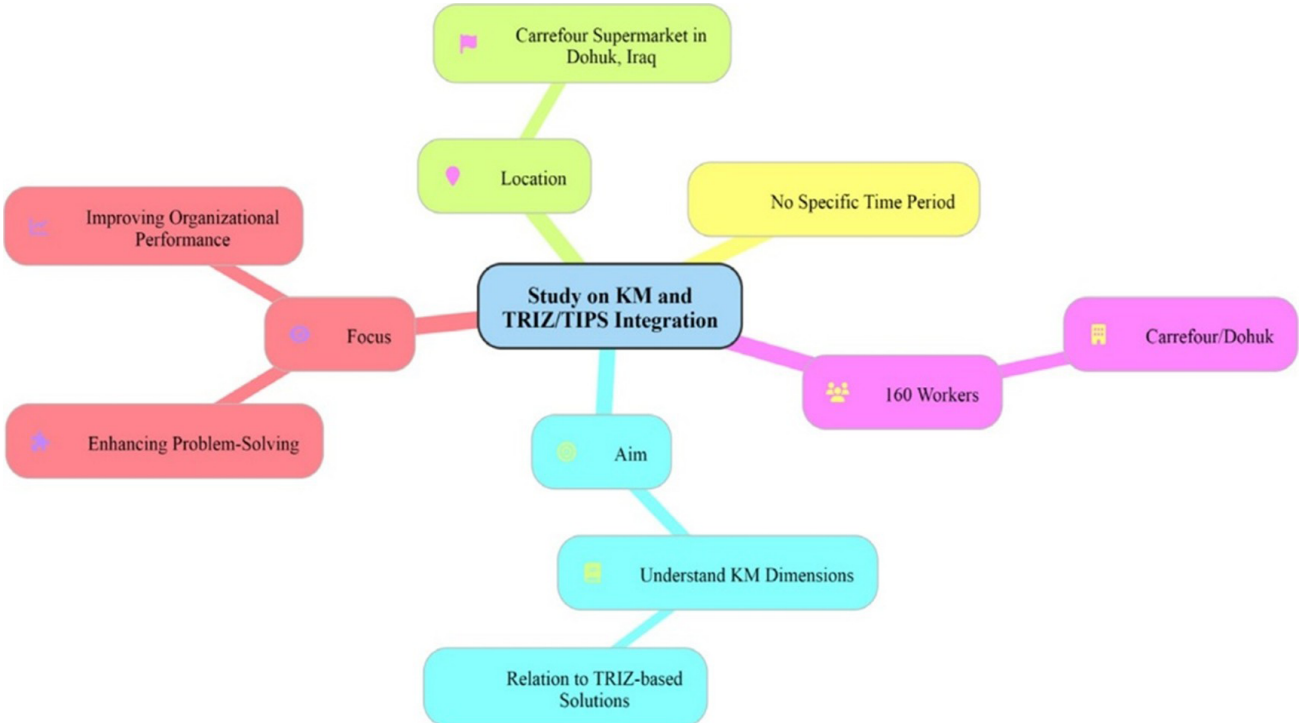 Carrefour Supermarket in
Dohuk, Iraq
Location
No Specific Time Period
Improving Organizational
Performance
Study on KM and
TRIZ/TIPS Integration
Focus
Carrefour/Dohuk
160 Workers
Enhancing Problem-Solving
Aim
Understand KM Dimensions
Relation to TRIZ-based
Solutions